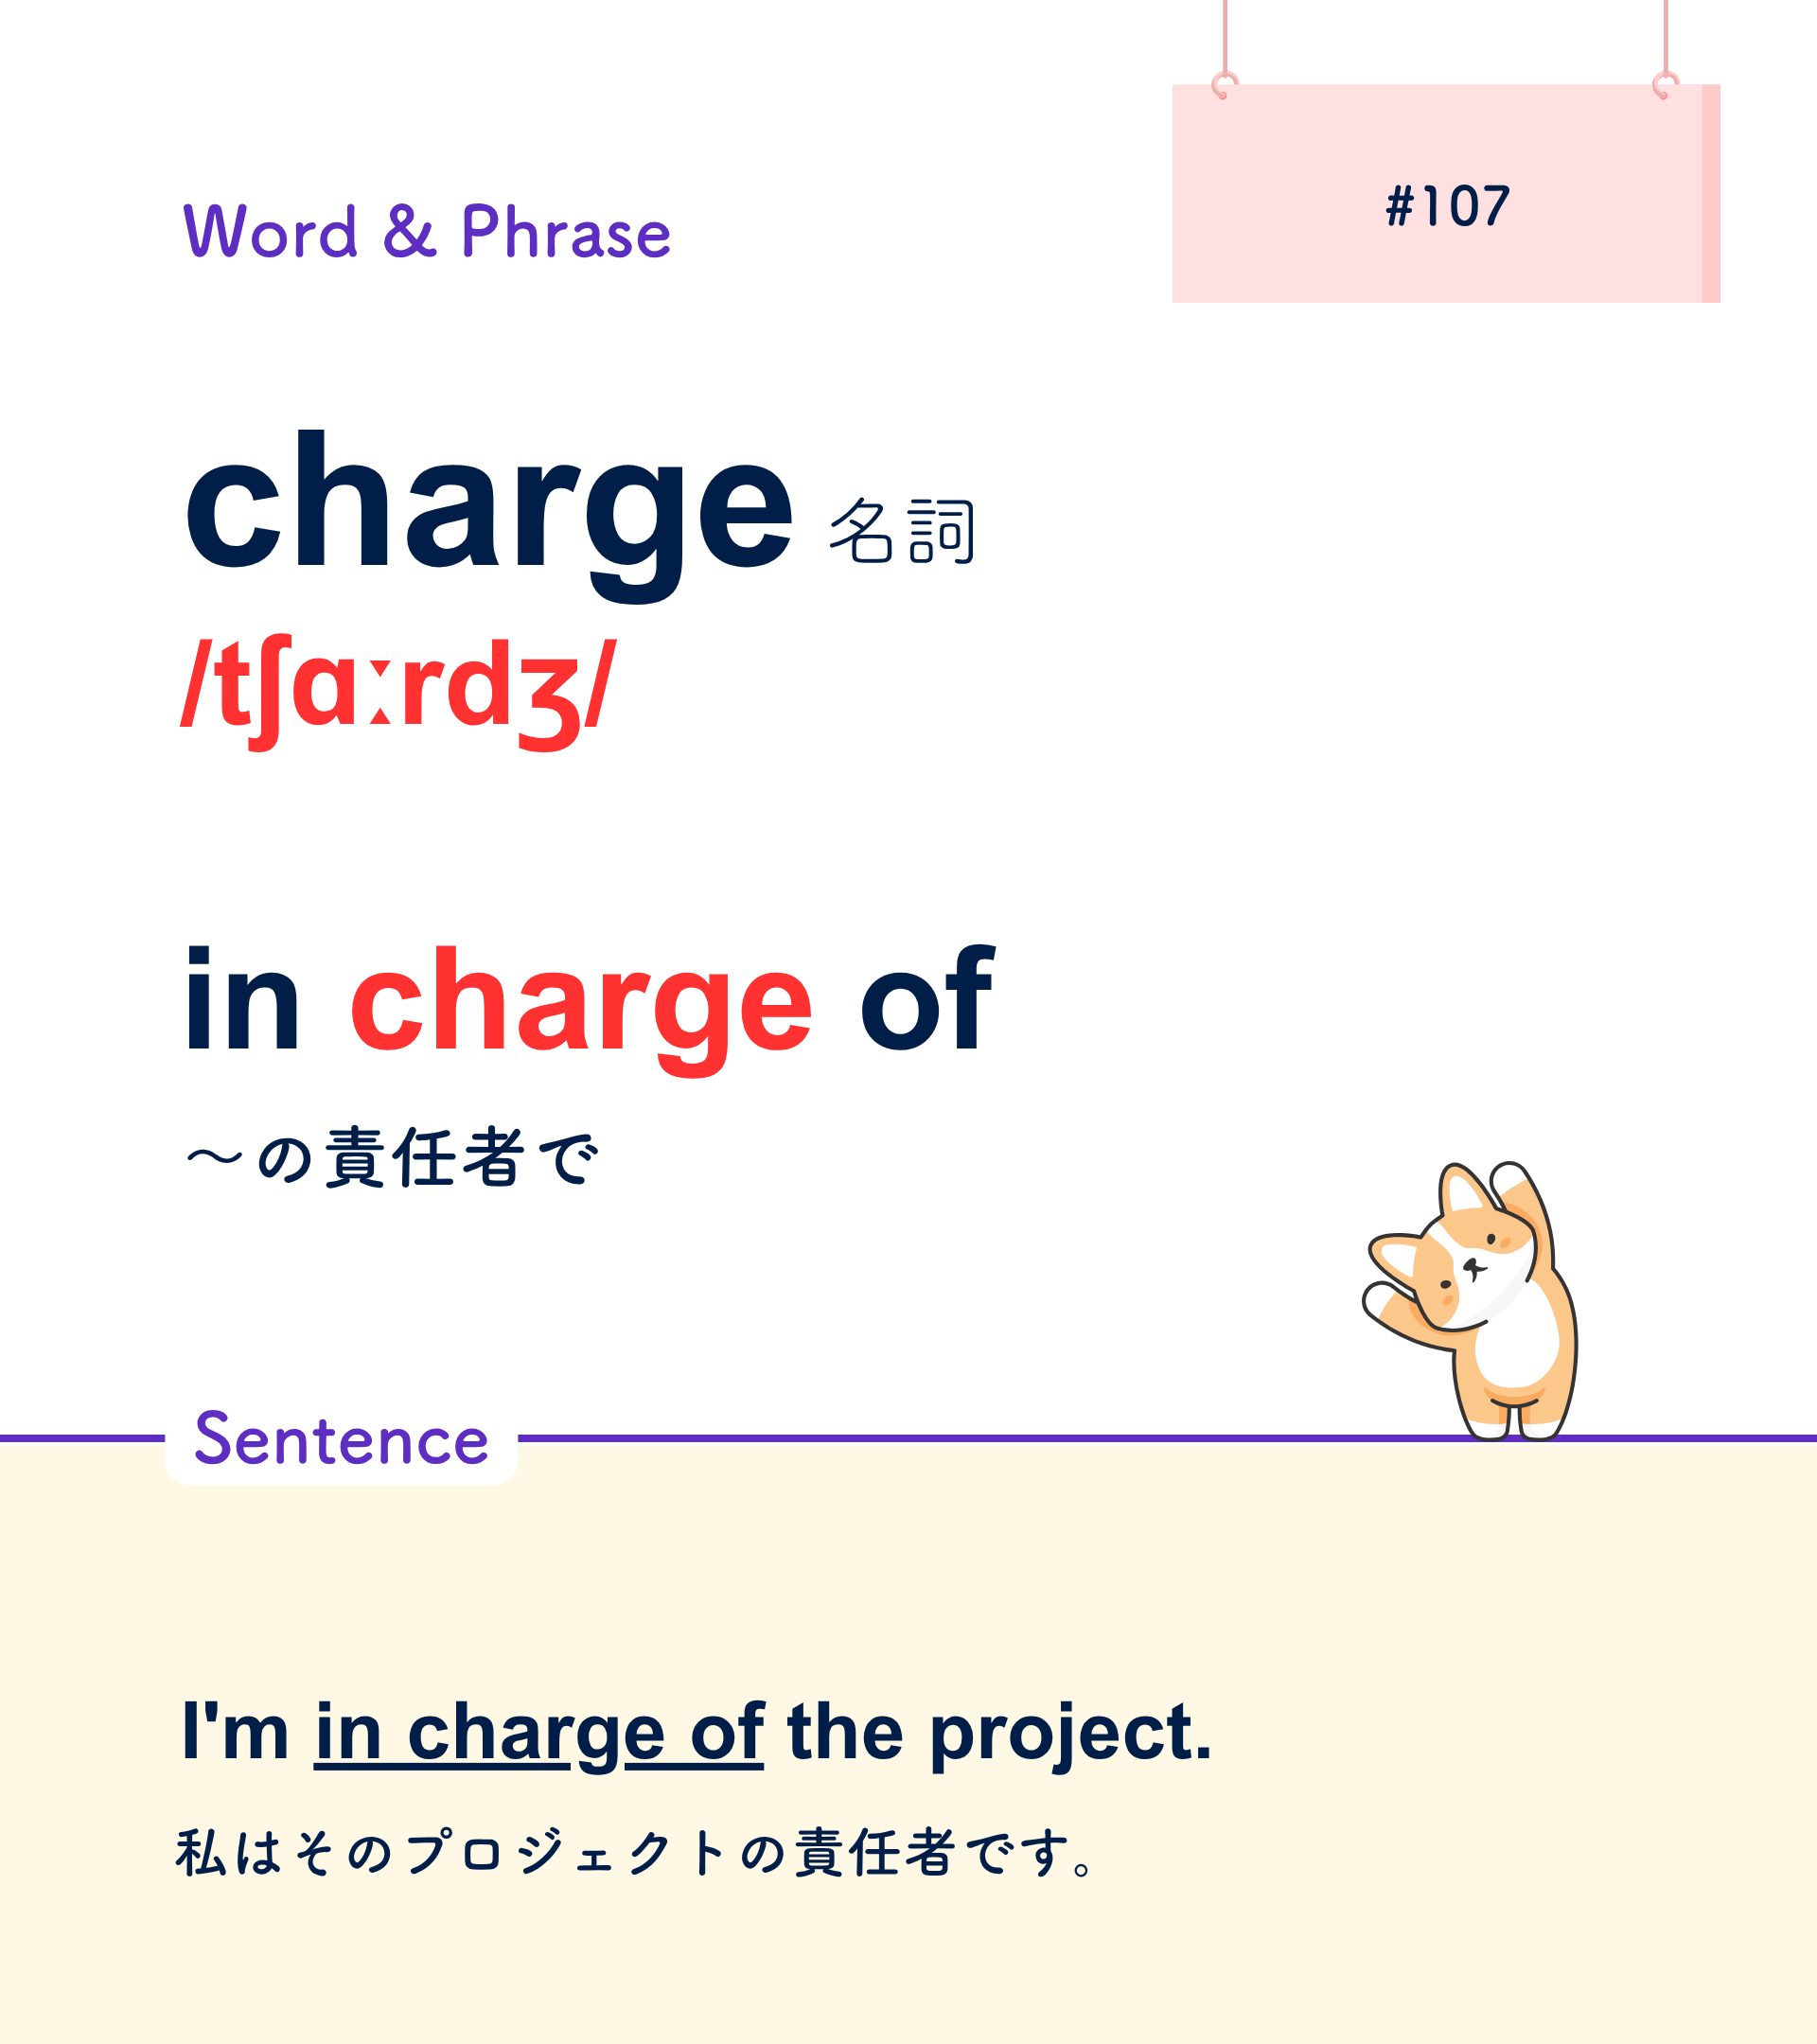 #107
Word & Phrase
charge 名詞
/tʃɑːrdʒ/
in charge of
～の責任者で
Sentence
I'm in charge of the project.
私はそのプロジェクトの責任者です。